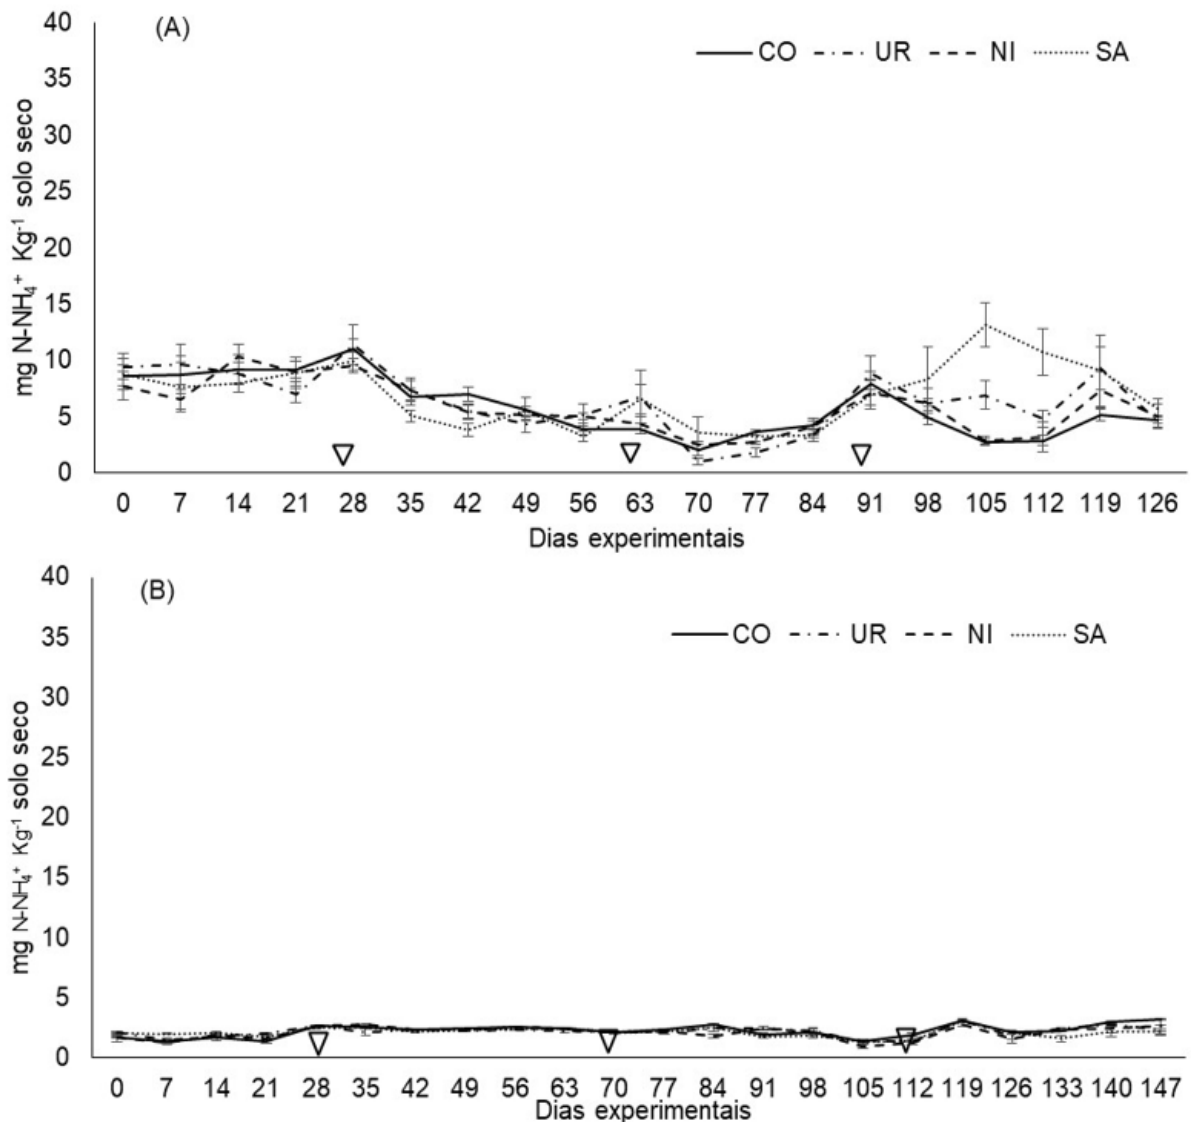 (A)
CO UR NI SA
40
35
30
25
20
15
10
5
0
mg N-NH₄⁺ Kg⁻¹ solo seco
0 7 14 21 28 35 42 49 56 63 70 77 84 91 98 105 112 119 126
Dias experimentais
(B)
CO UR NI SA
40
35
30
25
20
15
10
5
0
mg N-NH₄⁺ Kg⁻¹ solo seco
0 7 14 21 28 35 42 49 56 63 70 77 84 91 98 105 112 119 126 133 140 147
Dias experimentais